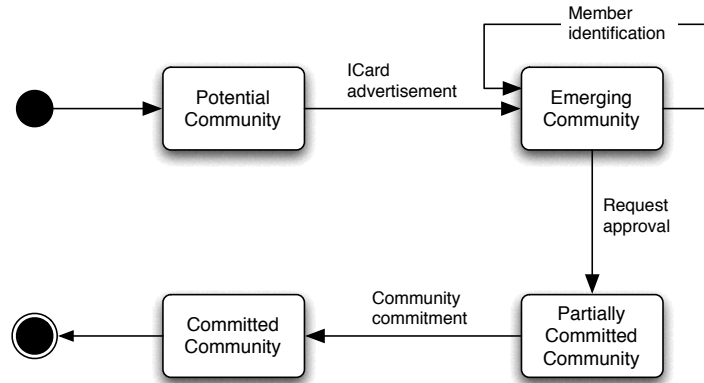 Member
identification
ICard
advertisement
Potential
Community
Emerging
Community
Request
approval
Community
commitment
Committed
Community
Partially
Committed
Community